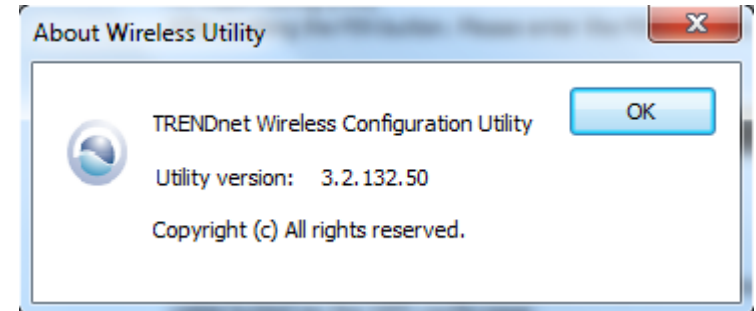 About Wireless Utility
TRENDnet Wireless Configuration Utility
OK
Utility version: 3.2.132.50
Copyright (c) All rights reserved.